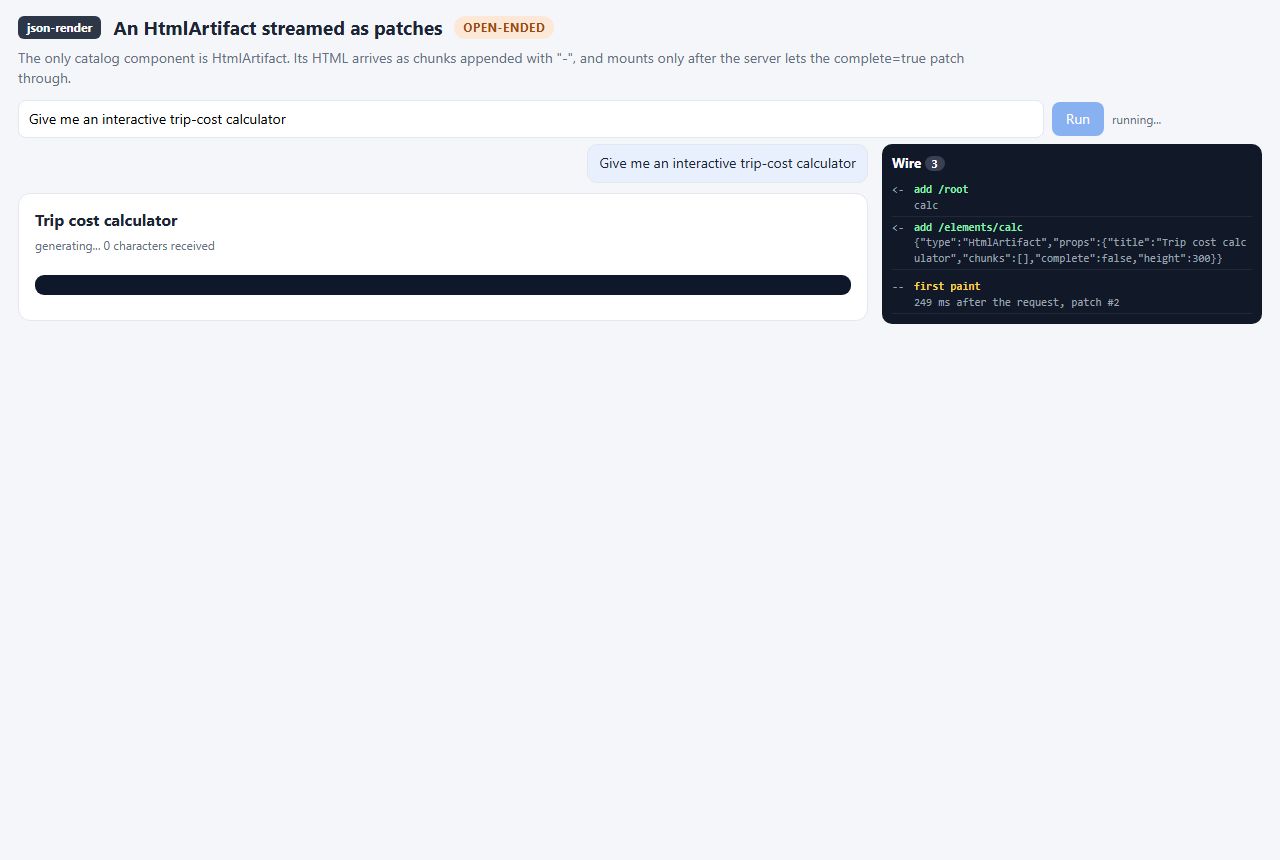 json-render An HtmlArtifact streamed as patches OPEN-ENDED
The only catalog component is HtmlArtifact. Its HTML arrives as chunks appended with "-", and mounts only after the server lets the complete=true patch
through.
Give me an interactive trip-cost calculator
Run running...
Give me an interactive trip-cost calculator
Trip cost calculator
generating... 0 characters received
Wire 3
<- add /root
calc
<- add /elements/calc
{"type":"HtmlArtifact","props":{"title":"Trip cost calc
ulator","chunks":[],"complete":false,"height":300}}
-- first paint
249 ms after the request, patch #2